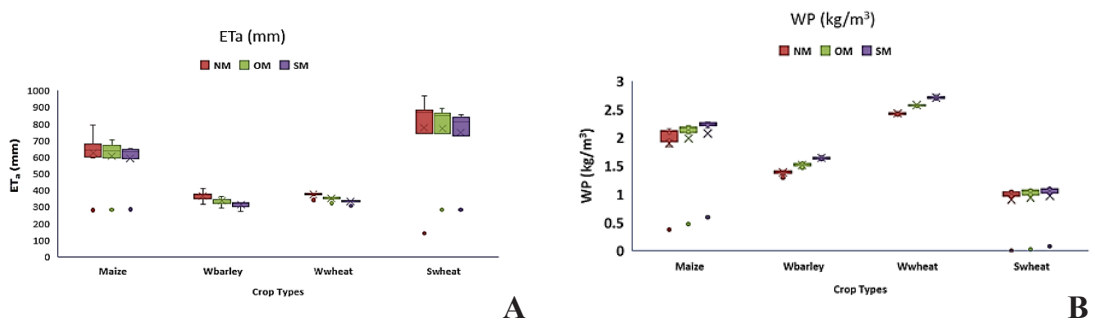 ETa (mm)
NM OM SM
1000
900
800
700
600
500
400
300
200
100
0
ETa (mm)
Maize Wbarley Wwheat Swheat
Crop Types
A
WP (kg/m³)
NM OM SM
3
2.5
2
1.5
1
0.5
0
WP (kg/m³)
Maize Wbarley Wwheat Swheat
Crop Types
B